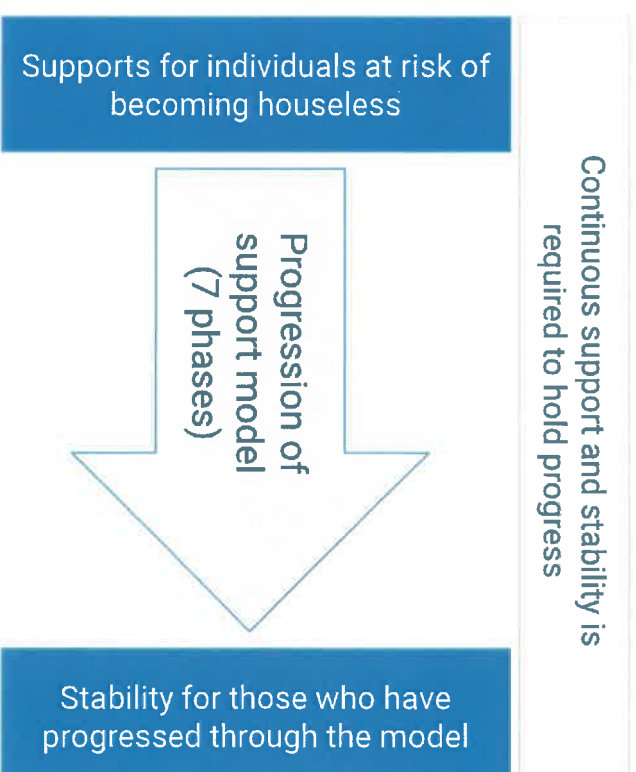 Supports for individuals at risk of
becoming houseless
Progression of
support model
(7 phases)
Stability for those who have
progressed through the model
Continuous support and stability is
required to hold progress